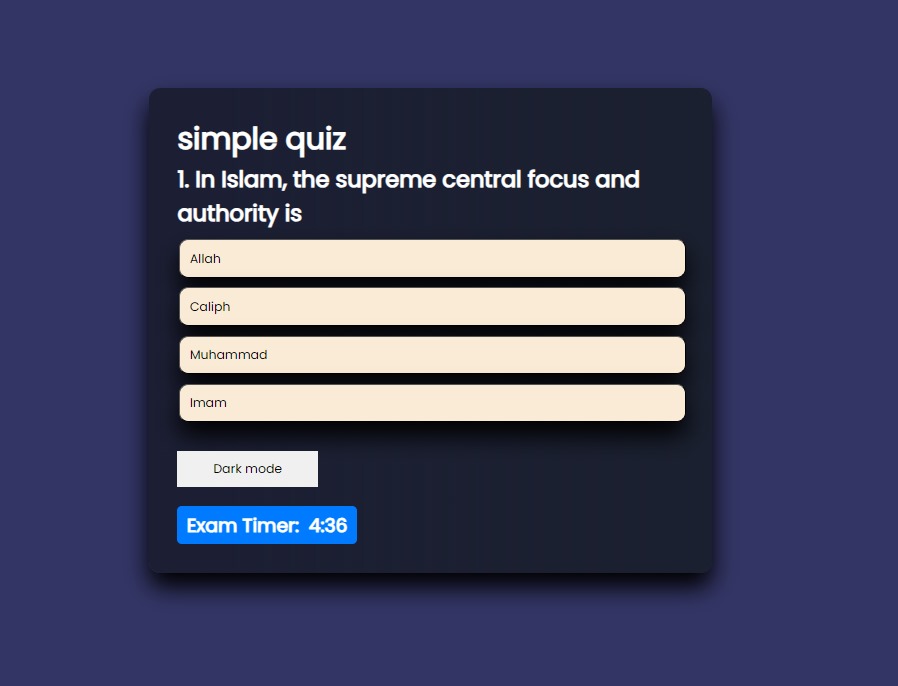 simple quiz
1. In Islam, the supreme central focus and
authority is
Allah
Caliph
Muhammad
Imam
Dark mode
Exam Timer: 4:36